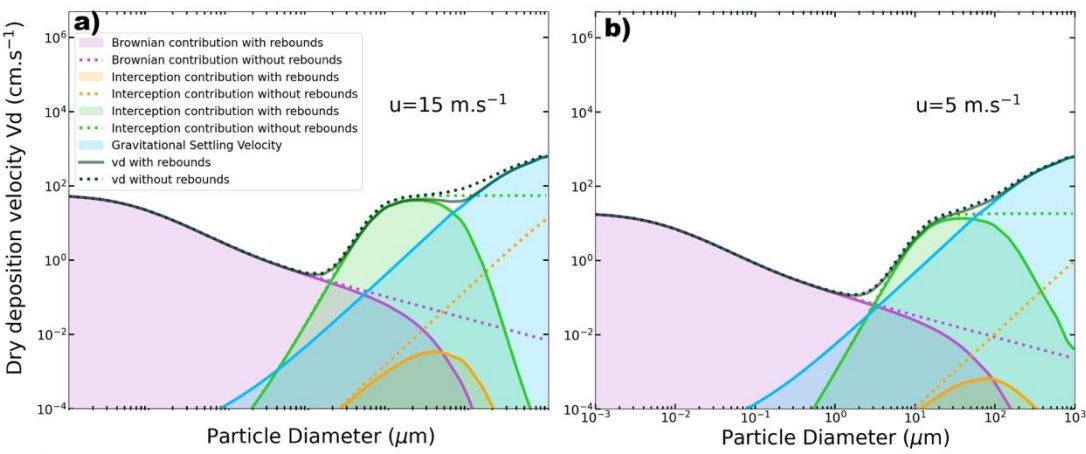 a)
b)
Dry deposition velocity Vd (cm.s⁻¹)
10⁶
10⁴
10²
10⁰
10⁻²
10⁻⁴
Brownian contribution with rebounds
Brownian contribution without rebounds
Interception contribution with rebounds
Interception contribution without rebounds
Interception contribution with rebounds
Interception contribution without rebounds
Gravitational Settling Velocity
vd with rebounds
vd without rebounds
u=15 m.s⁻¹
Particle Diameter (μm)
10⁶
10⁴
10²
10⁰
10⁻²
10⁻⁴
u=5 m.s⁻¹
10⁻³ 10⁻² 10⁻¹ 10⁰ 10¹ 10² 10³
Particle Diameter (μm)